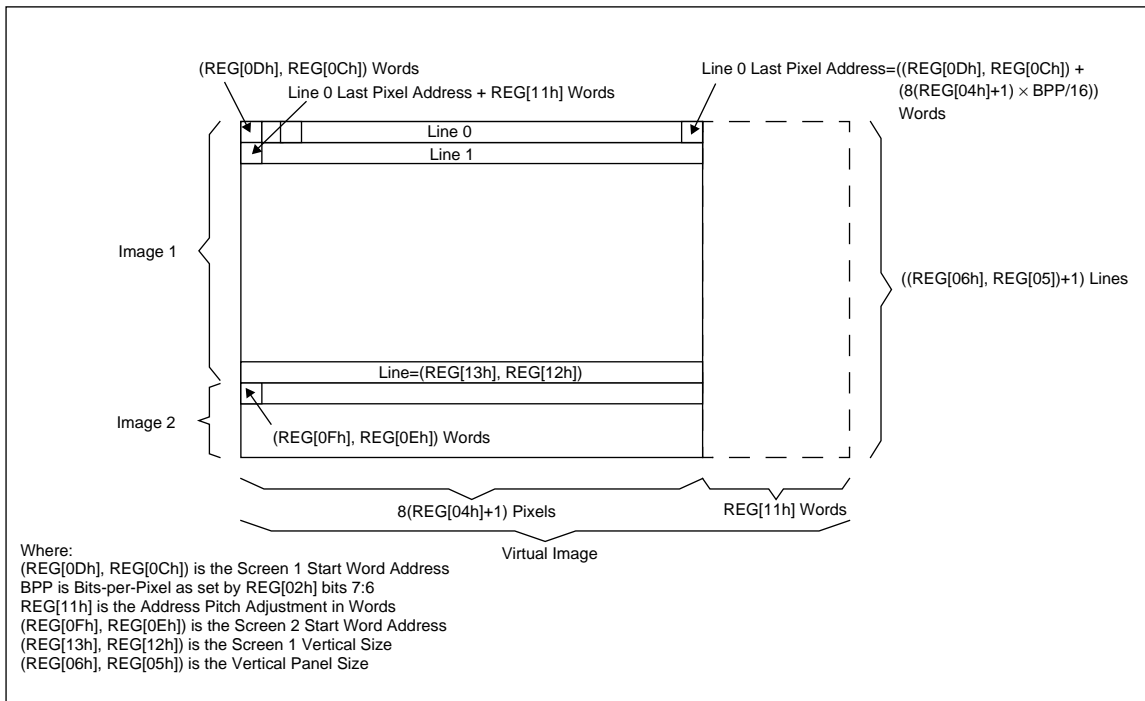 (REG[0Dh], REG[0Ch]) Words
Line 0 Last Pixel Address + REG[11h] Words
Line 0 Last Pixel Address=((REG[0Dh], REG[0Ch]) +
(8(REG[04h]+1) × BPP/16))
Words
Line 0
Line 1
Image 1
((REG[06h], REG[05])+1) Lines
Line=(REG[13h], REG[12h])
Image 2
(REG[0Fh], REG[0Eh]) Words
8(REG[04h]+1) Pixels
REG[11h] Words
Virtual Image
Where:
(REG[0Dh], REG[0Ch]) is the Screen 1 Start Word Address
BPP is Bits-per-Pixel as set by REG[02h] bits 7:6
REG[11h] is the Address Pitch Adjustment in Words
(REG[0Fh], REG[0Eh]) is the Screen 2 Start Word Address
(REG[13h], REG[12h]) is the Screen 1 Vertical Size
(REG[06h], REG[05h]) is the Vertical Panel Size